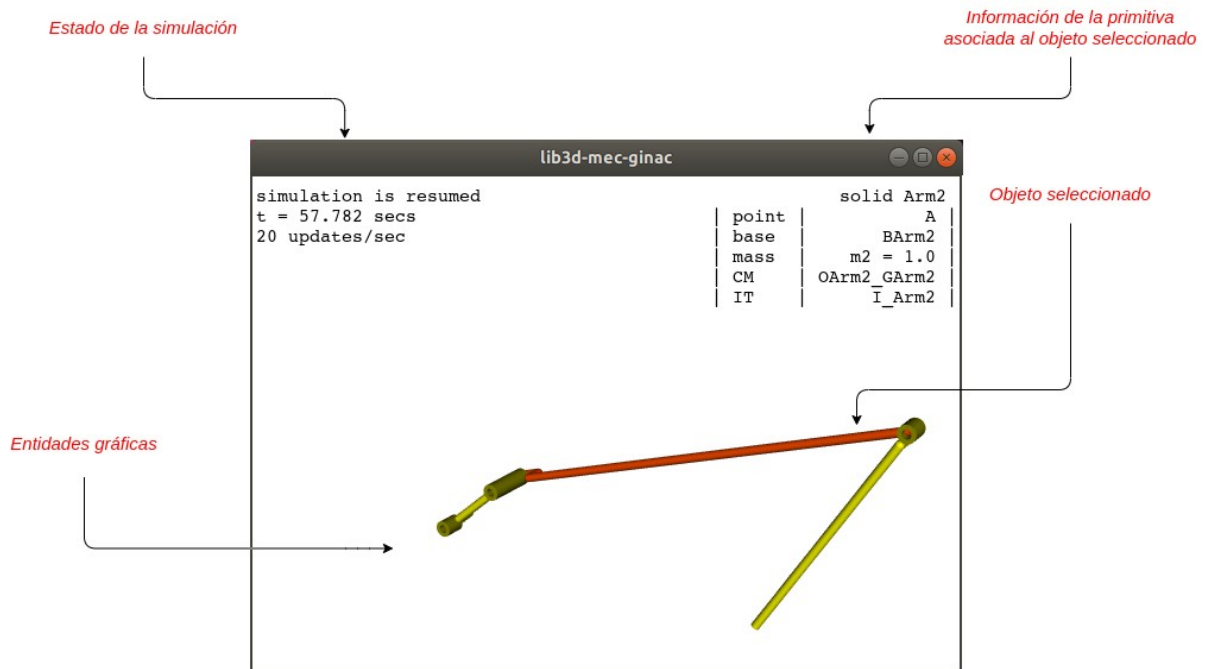 Estado de la simulación
Información de la primitiva
asociada al objeto seleccionado
lib3d-mec-ginac
simulation is resumed
t = 57.782 secs
20 updates/sec
solid Arm2
| point | A |
| base | BArm2 |
| mass | m2 = 1.0 |
| CM | OArm2_GArm2 |
| IT | I_Arm2 |
Objeto seleccionado
Entidades gráficas